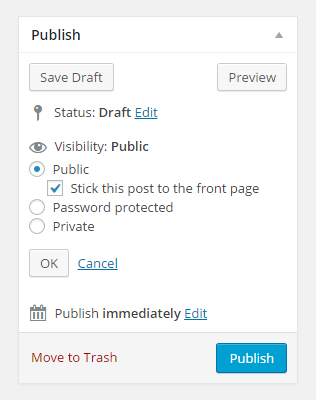 Publish
Save Draft Preview
Status: Draft Edit
Visibility: Public
Public
Stick this post to the front page
Password protected
Private
OK Cancel
Publish immediately Edit
Move to Trash Publish